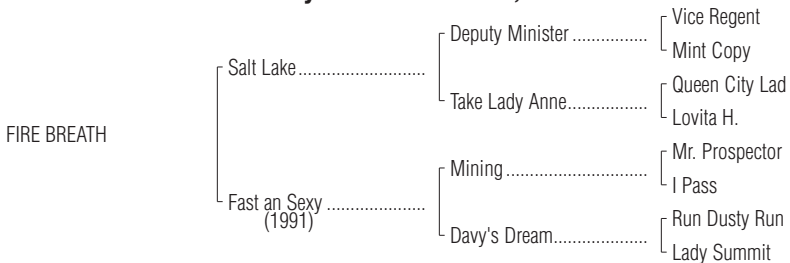 Vice Regent
Deputy Minister ................
Mint Copy
Salt Lake..........................
Queen City Lad
Take Lady Anne.................
Lovita H.
FIRE BREATH
Mr. Prospector
Mining ..............................
I Pass
Fast an Sexy ....................
(1991)
Run Dusty Run
Davy's Dream....................
Lady Summit